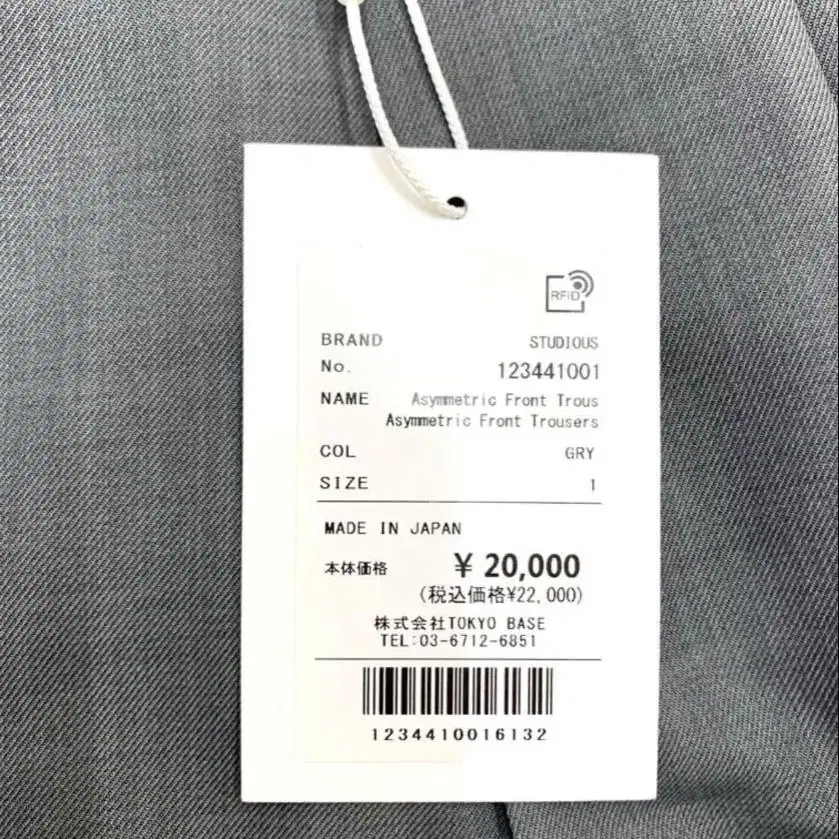 RFID
BRAND STUDIOUS
No. 123441001
NAME Asymmetric Front Trous
Asymmetric Front Trousers
COL GRY
SIZE 1
MADE IN JAPAN
本体価格 ¥ 20,000
(税込価格¥22,000)
株式会社TOKYO BASE
TEL:03-6712-6851
1234410016132